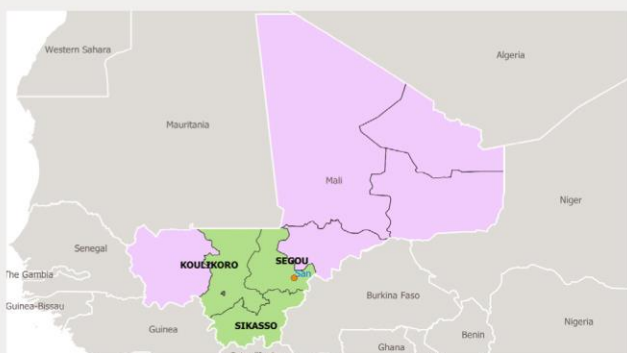 Western Sahara
Algeria
Mauritania
Mali
Niger
Senegal
KOULIKORO
SEGOU
San
The Gambia
Burkina Faso
Guinea-Bissau
Guinea
SIKASSO
Nigeria
Benin
Ghana